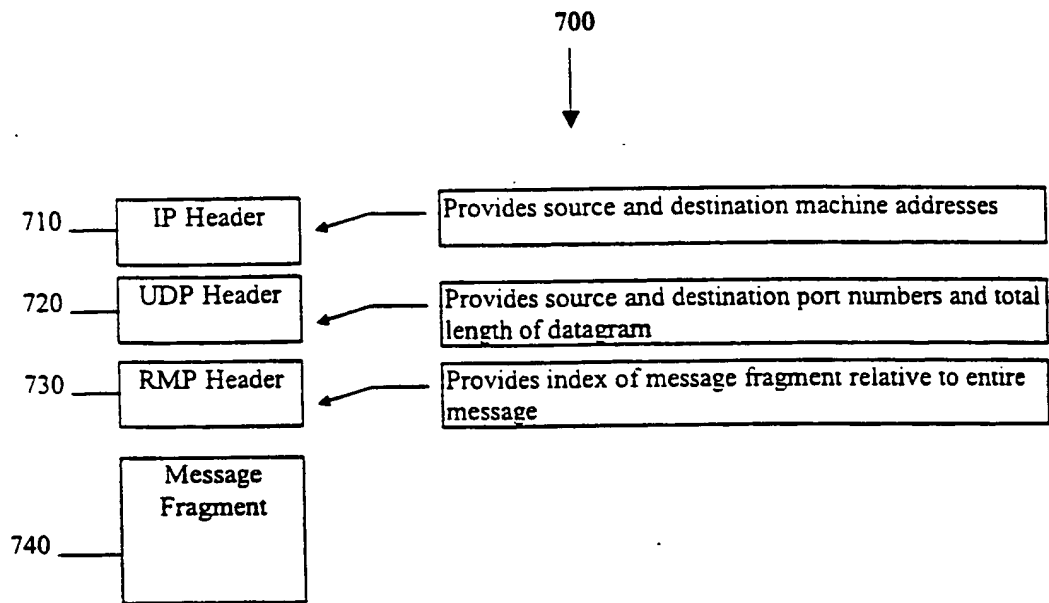 700
710
IP Header
Provides source and destination machine addresses
720
UDP Header
Provides source and destination port numbers and total
length of datagram
730
RMP Header
Provides index of message fragment relative to entire
message
Message
Fragment
740